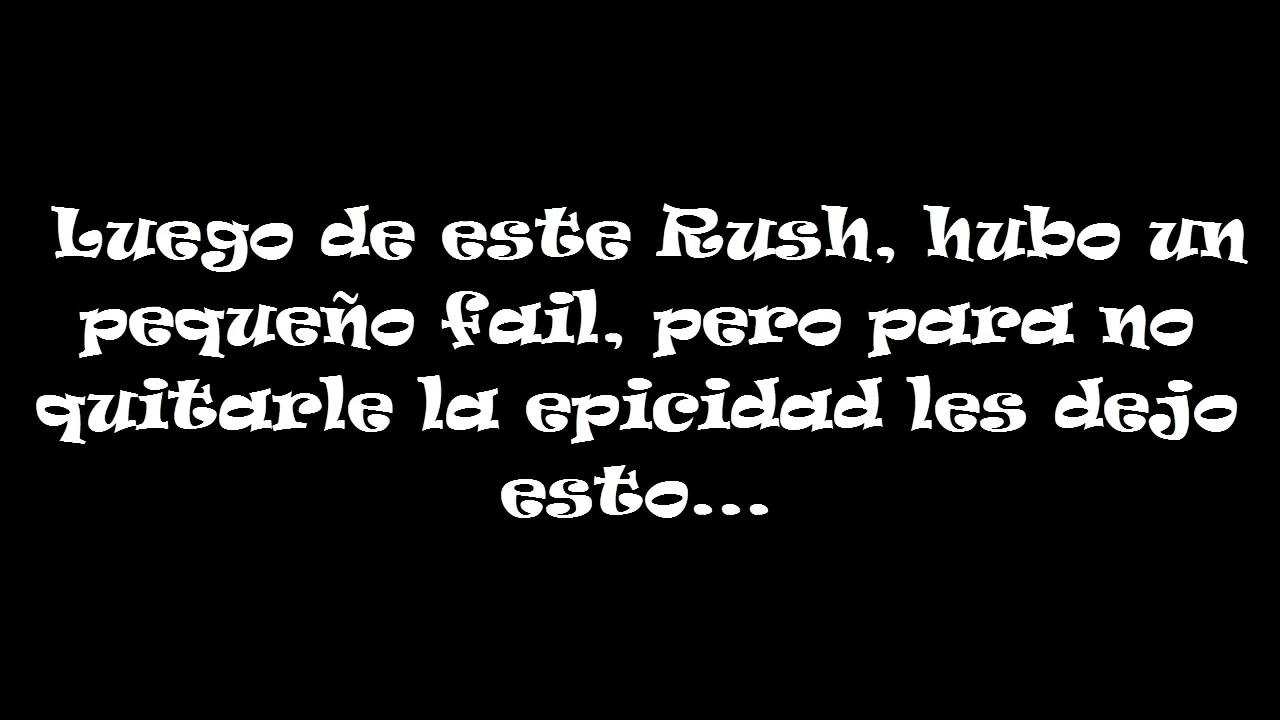 Luego de este Rush, hubo un
pequeño fail, pero para no
quitarle la epicidad les dejo
esto...